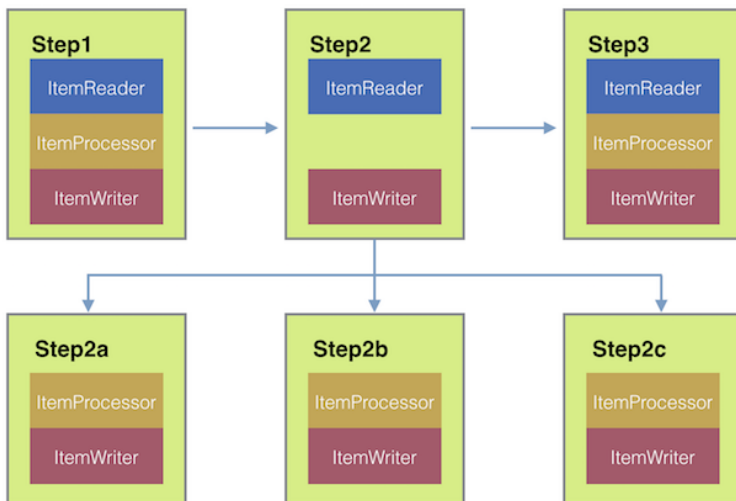 Step1
ItemReader
ItemProcessor
ItemWriter
Step2
ItemReader
ItemWriter
Step3
ItemReader
ItemProcessor
ItemWriter
Step2a
ItemProcessor
ItemWriter
Step2b
ItemProcessor
ItemWriter
Step2c
ItemProcessor
ItemWriter